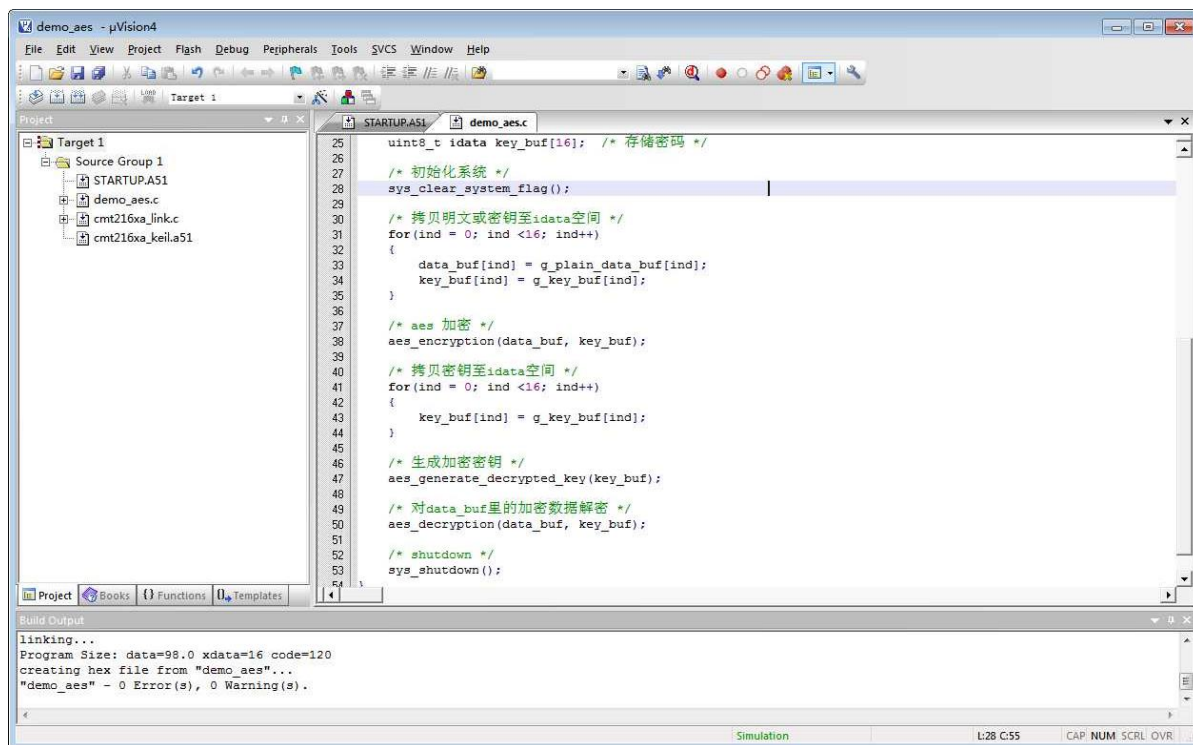 demo_aes - µVision4
File Edit View Project Flash Debug Peripherals Tools SVCS Window Help
Target 1
Project
Target 1
Source Group 1
STARTUP.A51
demo_aes.c
cmt216xa_link.c
cmt216xa_keil.a51
Project Books {} Functions Templates
STARTUP.A51 demo_aes.c
25 uint8_t idata key_buf[16]; /* 存储密码 */
26
27 /* 初始化系统 */
28 sys_clear_system_flag();
29
30 /* 拷贝明文或密钥至idata空间 */
31 for(ind = 0; ind <16; ind++)
32 {
33 data_buf[ind] = g_plain_data_buf[ind];
34 key_buf[ind] = g_key_buf[ind];
35 }
36
37 /* aes 加密 */
38 aes_encryption(data_buf, key_buf);
39
40 /* 拷贝密钥至idata空间 */
41 for(ind = 0; ind <16; ind++)
42 {
43 key_buf[ind] = g_key_buf[ind];
44 }
45
46 /* 生成加密密钥 */
47 aes_generate_decrypted_key(key_buf);
48
49 /* 对data_buf里的加密数据解密 */
50 aes_decryption(data_buf, key_buf);
51
52 /* shutdown */
53 sys_shutdown();
54 }
Build Output
linking...
Program Size: data=98.0 xdata=16 code=120
creating hex file from "demo_aes"...
"demo_aes" - 0 Error(s), 0 Warning(s).
Simulation L:28 C:55 CAP NUM SCRL OVR